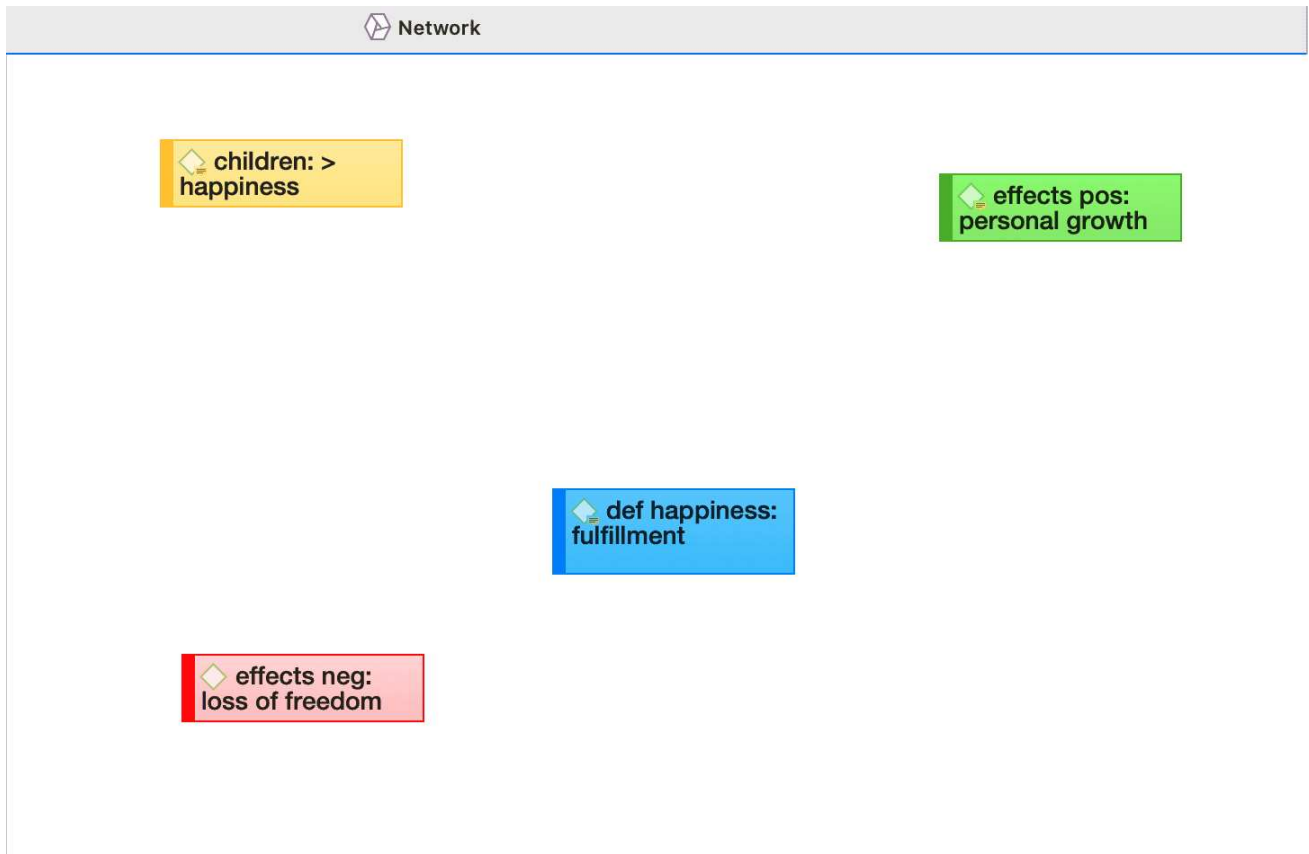 Network
children: >
happiness
effects pos:
personal growth
def happiness:
fulfillment
effects neg:
loss of freedom